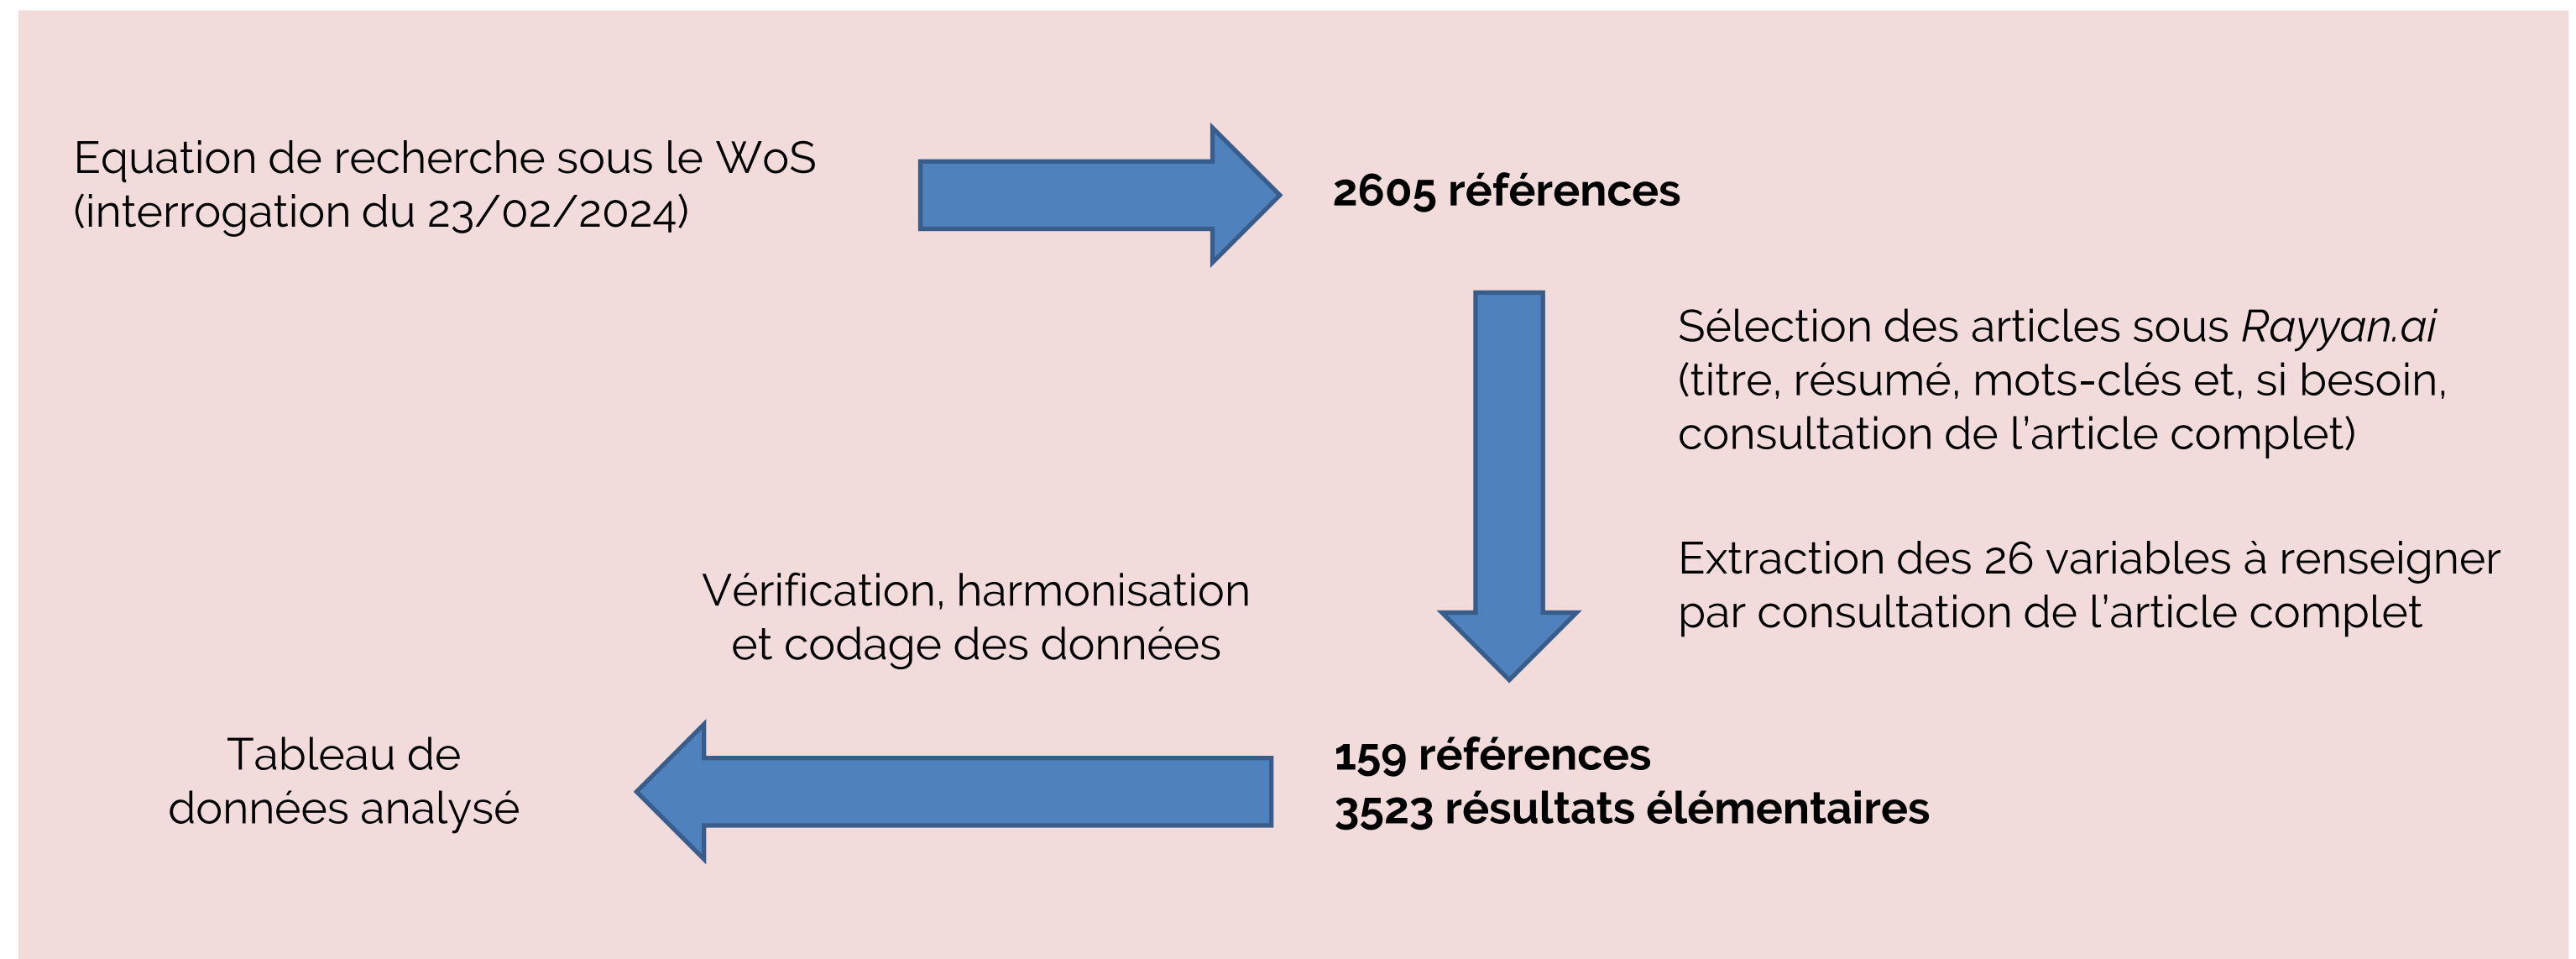 Equation de recherche sous le WoS
(interrogation du 23/02/2024)
2605 références
Sélection des articles sous Rayyan.ai
(titre, résumé, mots-clés et, si besoin,
consultation de l'article complet)
Extraction des 26 variables à renseigner
par consultation de l'article complet
159 références
3523 résultats élémentaires
Vérification, harmonisation
et codage des données
Tableau de
données analysé